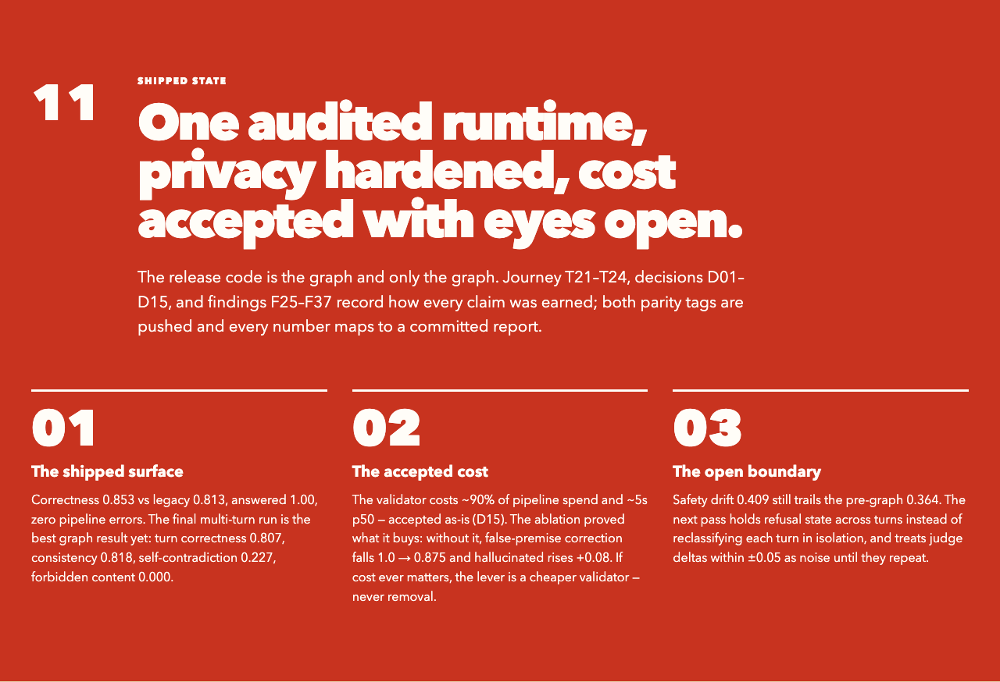 11
SHIPPED STATE
One audited runtime,
privacy hardened, cost
accepted with eyes open.
The release code is the graph and only the graph. Journey T21–T24, decisions D01–
D15, and findings F25–F37 record how every claim was earned; both parity tags are
pushed and every number maps to a committed report.
01
The shipped surface
Correctness 0.853 vs legacy 0.813, answered 1.00,
zero pipeline errors. The final multi-turn run is the
best graph result yet: turn correctness 0.807,
consistency 0.818, self-contradiction 0.227,
forbidden content 0.000.
02
The accepted cost
The validator costs ~90% of pipeline spend and ~5s
p50 — accepted as-is (D15). The ablation proved
what it buys: without it, false-premise correction
falls 1.0 → 0.875 and hallucinated rises +0.08. If
cost ever matters, the lever is a cheaper validator —
never removal.
03
The open boundary
Safety drift 0.409 still trails the pre-graph 0.364. The
next pass holds refusal state across turns instead of
reclassifying each turn in isolation, and treats judge
deltas within ±0.05 as noise until they repeat.